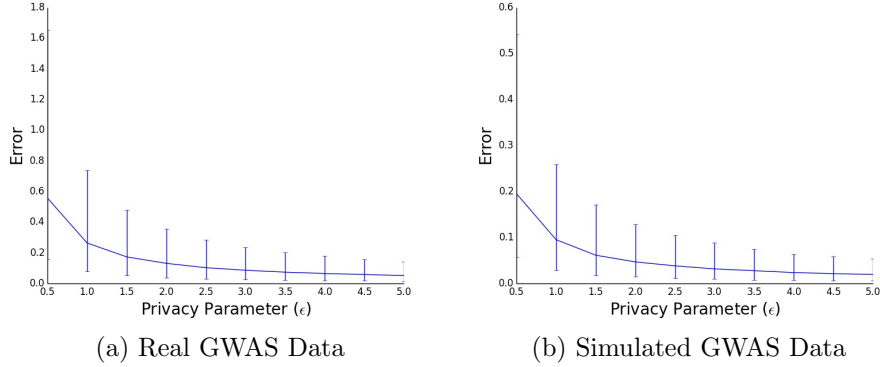 1.8
1.6
1.4
1.2
1.0
0.8
0.6
0.4
0.2
0.0
Error
0.5 1.0 1.5 2.0 2.5 3.0 3.5 4.0 4.5 5.0
Privacy Parameter (ϵ)
(a) Real GWAS Data
0.6
0.5
0.4
0.3
0.2
0.1
0.0
Error
0.5 1.0 1.5 2.0 2.5 3.0 3.5 4.0 4.5 5.0
Privacy Parameter (ϵ)
(b) Simulated GWAS Data